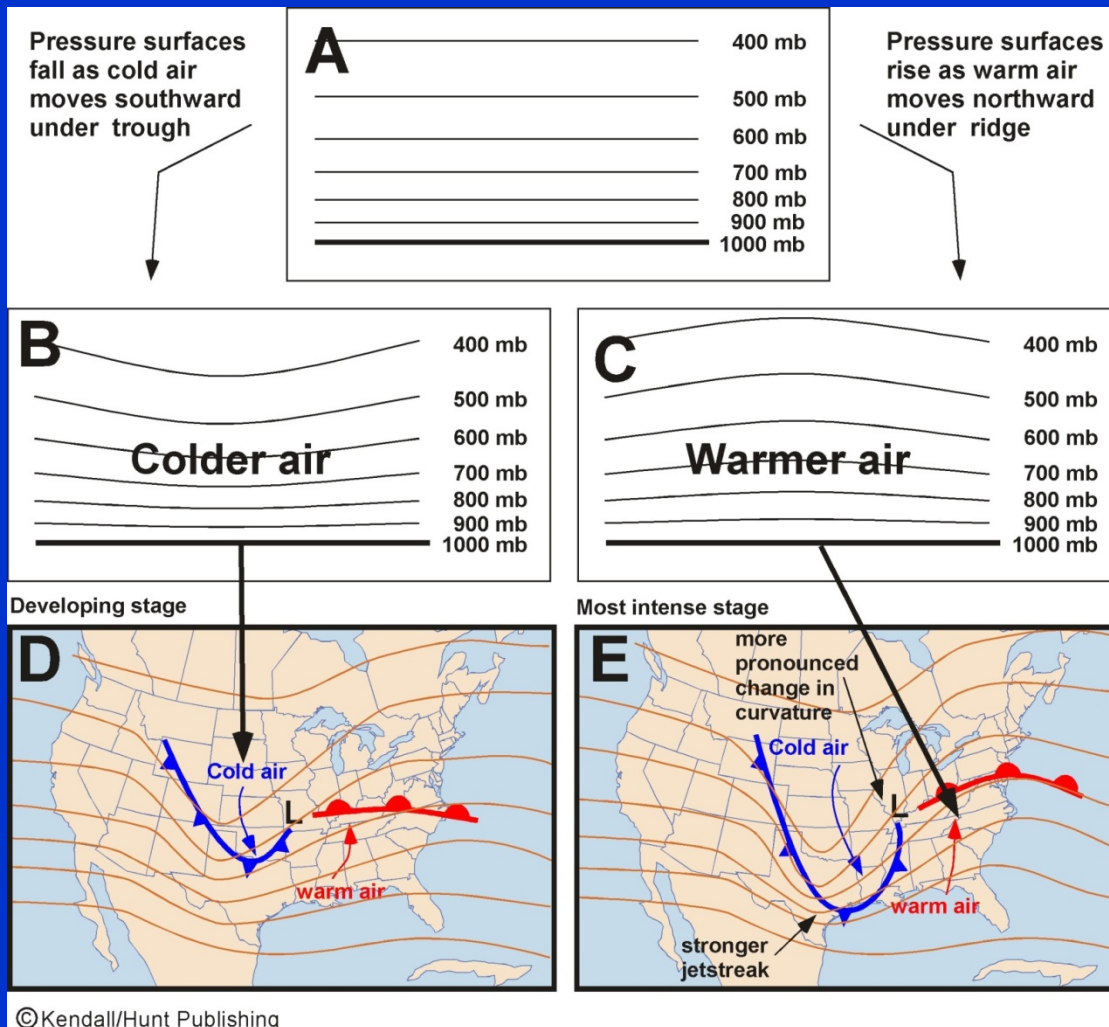 Pressure surfaces
fall as cold air
moves southward
under trough
A
400 mb
500 mb
600 mb
700 mb
800 mb
900 mb
1000 mb
Pressure surfaces
rise as warm air
moves northward
under ridge
B
400 mb
500 mb
600 mb
Colder air
700 mb
800 mb
900 mb
1000 mb
C
400 mb
500 mb
600 mb
Warmer air
700 mb
800 mb
900 mb
1000 mb
Developing stage
D
Cold air
L
warm air
Most intense stage
E
more
pronounced
change in
curvature
Cold air
L
warm air
stronger
jetstreak
©Kendall/Hunt Publishing